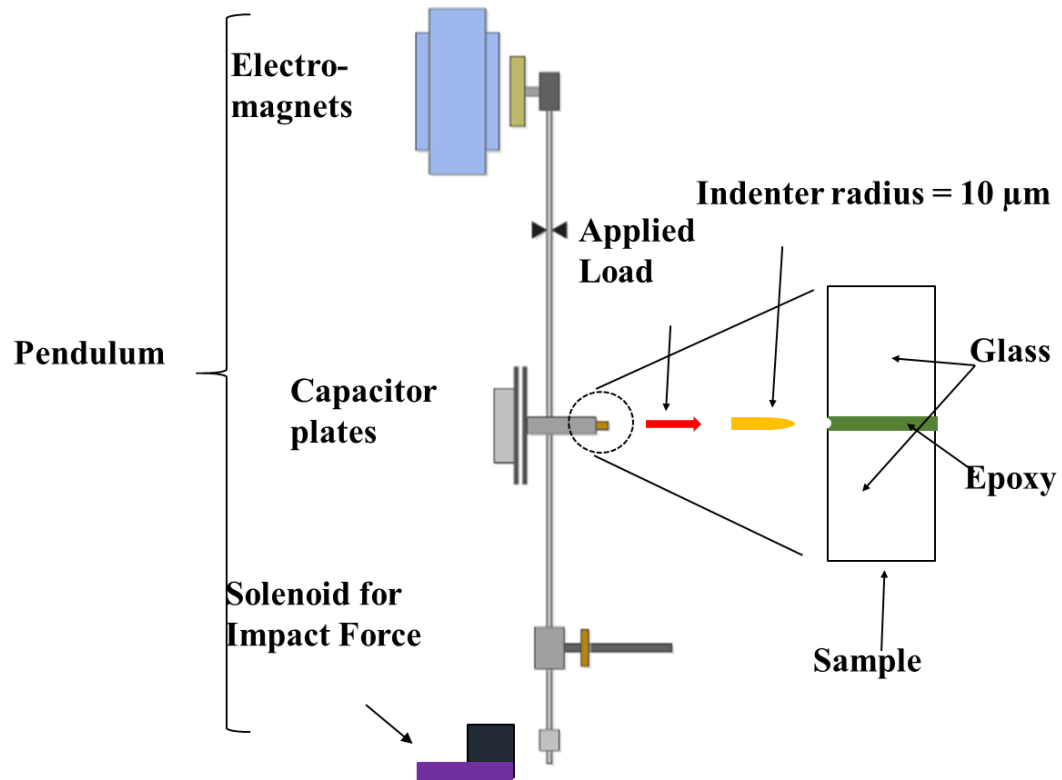 Electro-
magnets
Indenter radius = 10 µm
Applied
Load
Pendulum
Glass
Capacitor
plates
Epoxy
Solenoid for
Impact Force
Sample